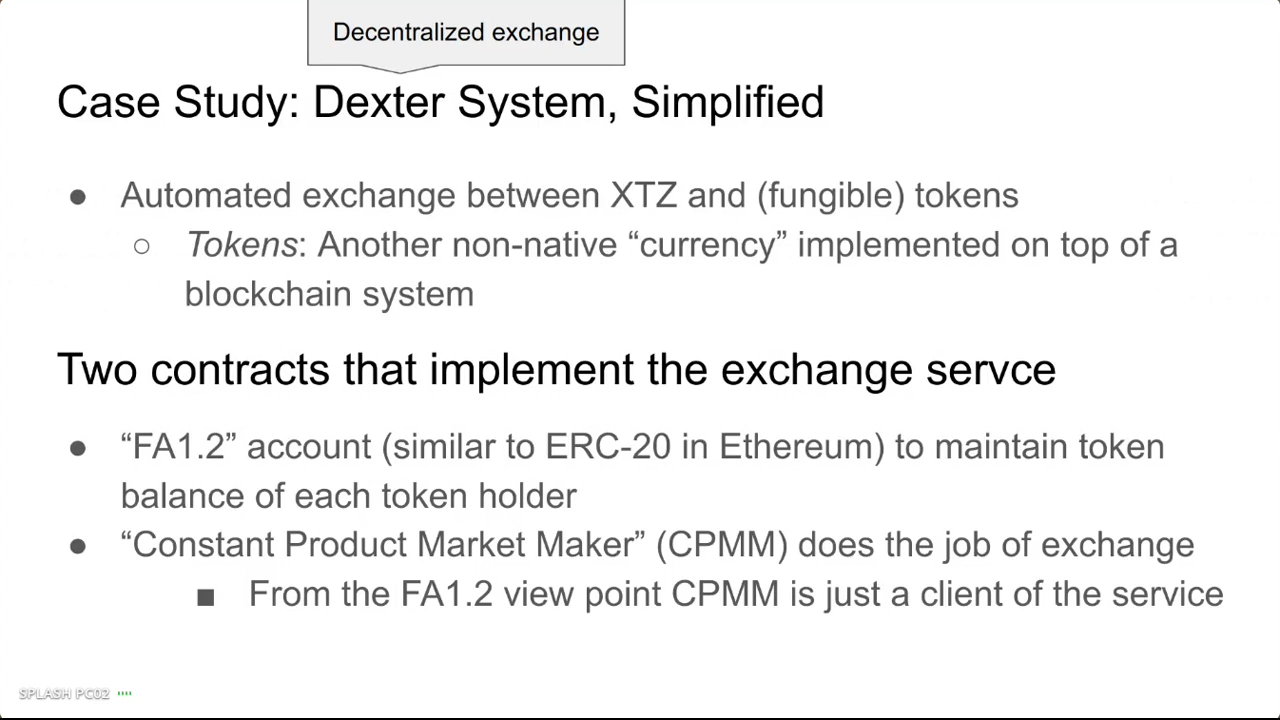 Decentralized exchange
Case Study: Dexter System, Simplified
● Automated exchange between XTZ and (fungible) tokens
○ Tokens: Another non-native “currency” implemented on top of a
blockchain system
Two contracts that implement the exchange servce
● “FA1.2” account (similar to ERC-20 in Ethereum) to maintain token
balance of each token holder
● “Constant Product Market Maker” (CPMM) does the job of exchange
■ From the FA1.2 view point CPMM is just a client of the service
SPLASH PC02